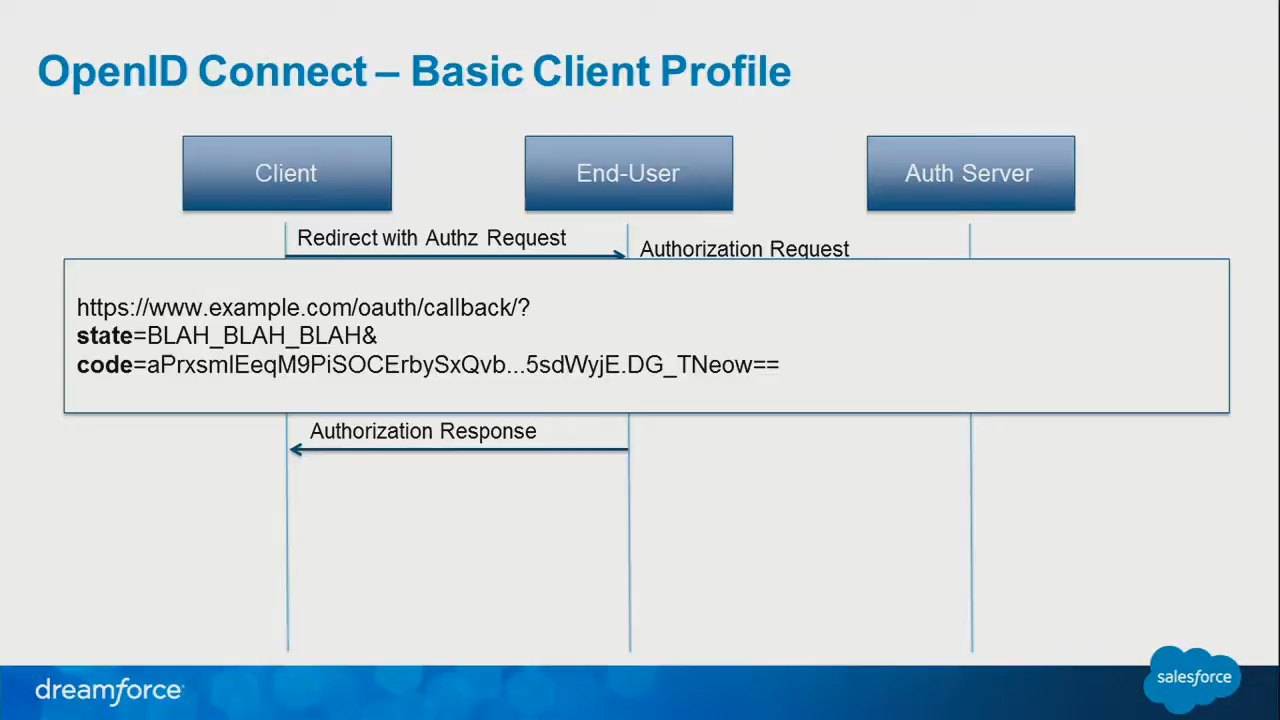 OpenID Connect – Basic Client Profile
Client
End-User
Auth Server
Redirect with Authz Request
Authorization Request
https://www.example.com/oauth/callback/?
state=BLAH_BLAH_BLAH&
code=aPrxsmIEeqM9PiSOCErbySxQvb...5sdWyjE.DG_TNeow==
Authorization Response
dreamforce
salesforce